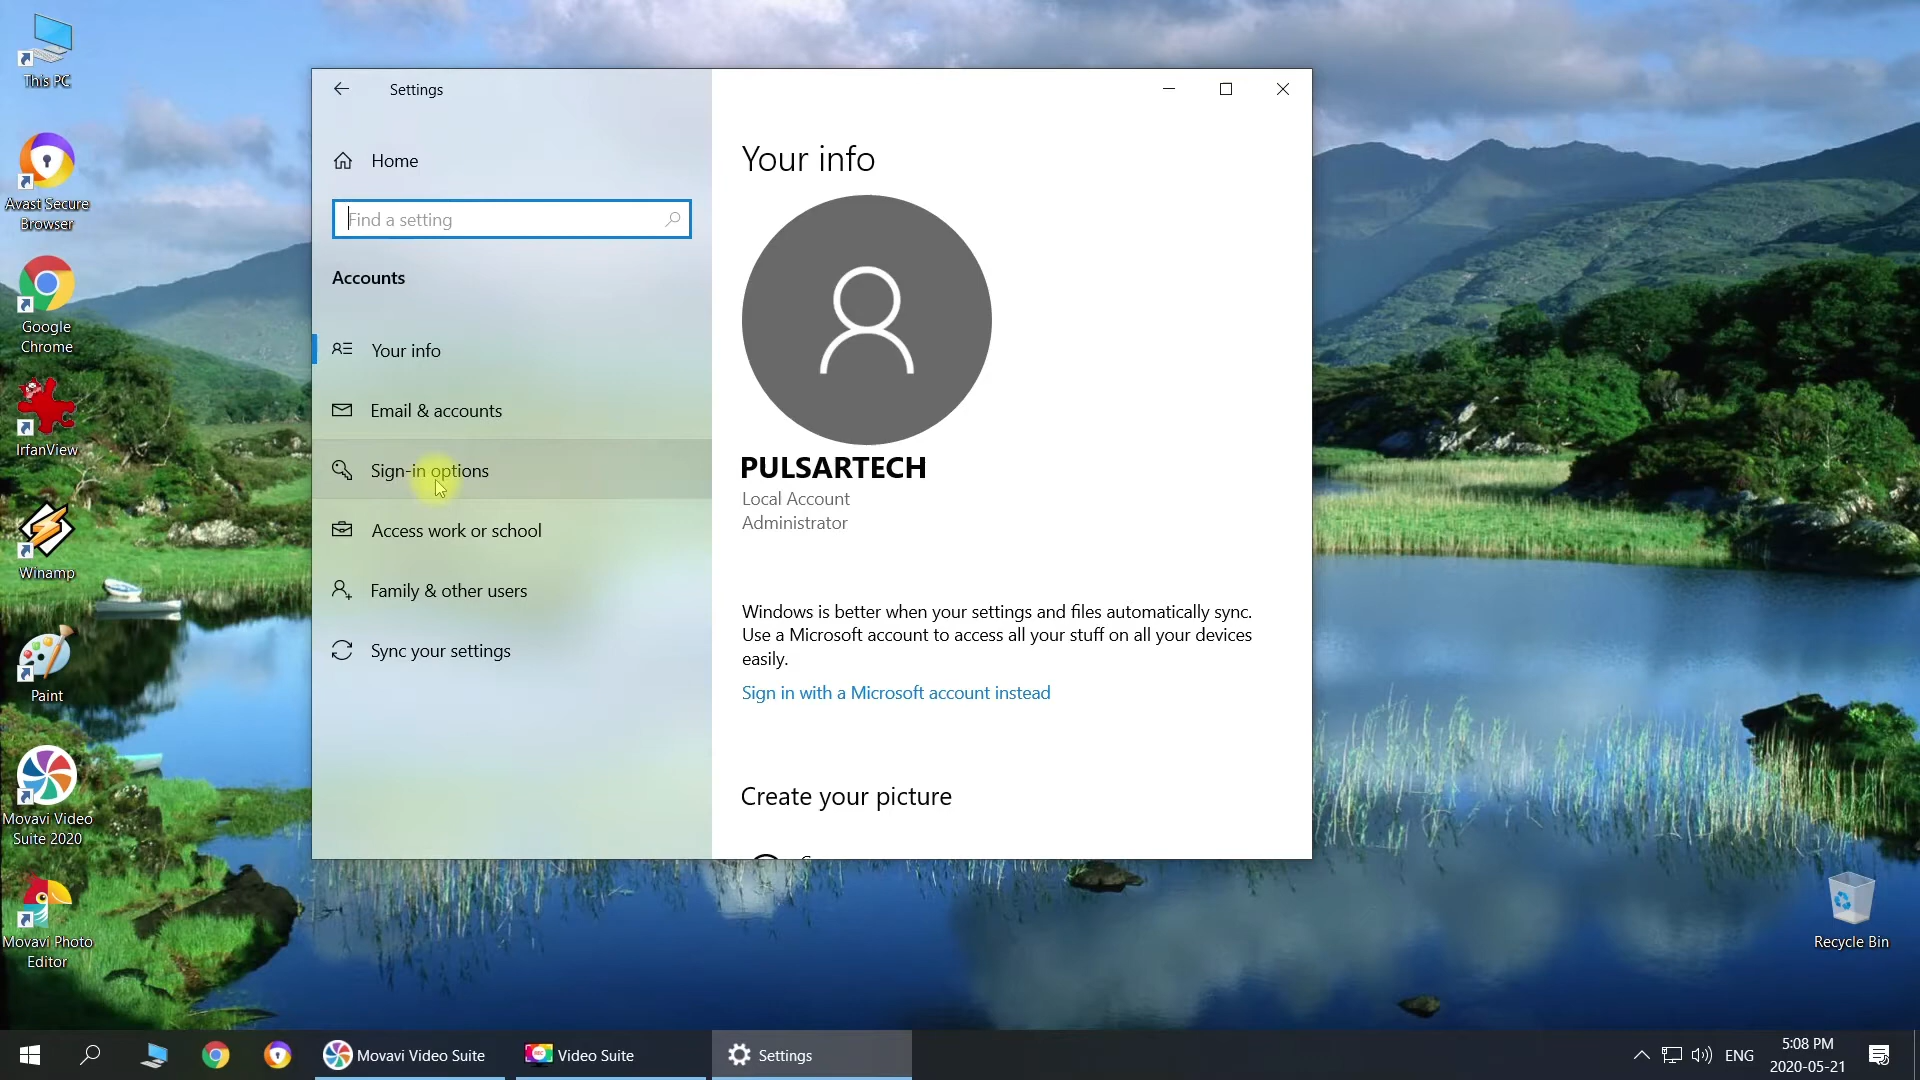 This PC
Avast Secure
Browser
Google
Chrome
IrfanView
Winamp
Paint
Movavi Video
Suite 2020
Movavi Photo
Editor
Settings
Home
Find a setting
Accounts
Your info
Email & accounts
Sign-in options
Access work or school
Family & other users
Sync your settings
Your info
PULSARTECH
Local Account
Administrator
Windows is better when your settings and files automatically sync.
Use a Microsoft account to access all your stuff on all your devices
easily.
Sign in with a Microsoft account instead
Create your picture
Recycle Bin
Movavi Video Suite
REC
Video Suite
Settings
ENG
5:08 PM
2020-05-21